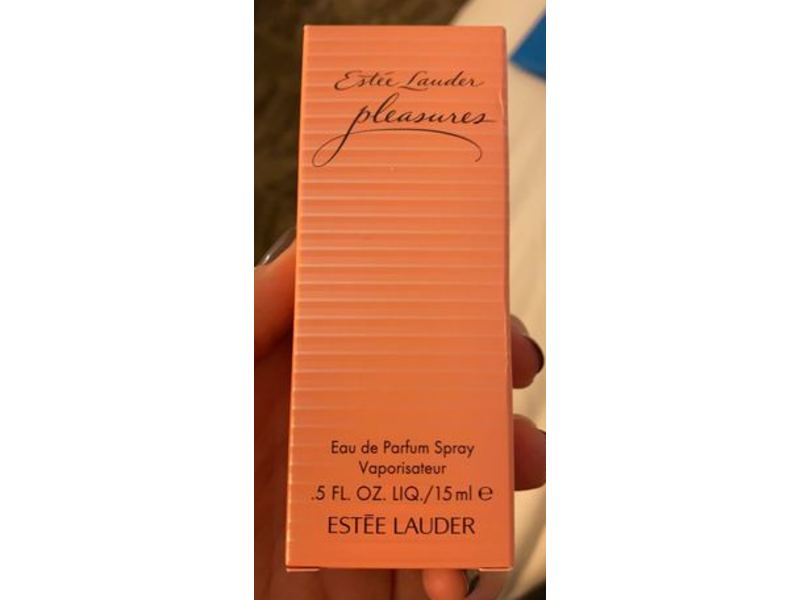 Estée Lauder
pleasures
Eau de Parfum Spray
Vaporisateur
.5 FL. OZ. LIQ./15 ml ℮
ESTĒE LAUDER